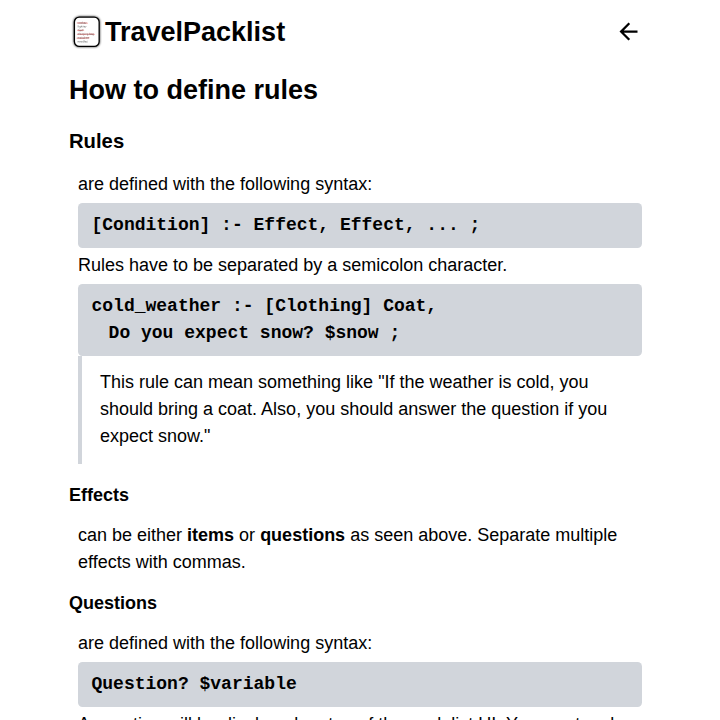 TravelPacklist
How to define rules
Rules
are defined with the following syntax:
[Condition] :- Effect, Effect, ... ;
Rules have to be separated by a semicolon character.
cold_weather :- [Clothing] Coat,
Do you expect snow? $snow ;
This rule can mean something like "If the weather is cold, you
should bring a coat. Also, you should answer the question if you
expect snow."
Effects
can be either items or questions as seen above. Separate multiple
effects with commas.
Questions
are defined with the following syntax:
Question? $variable